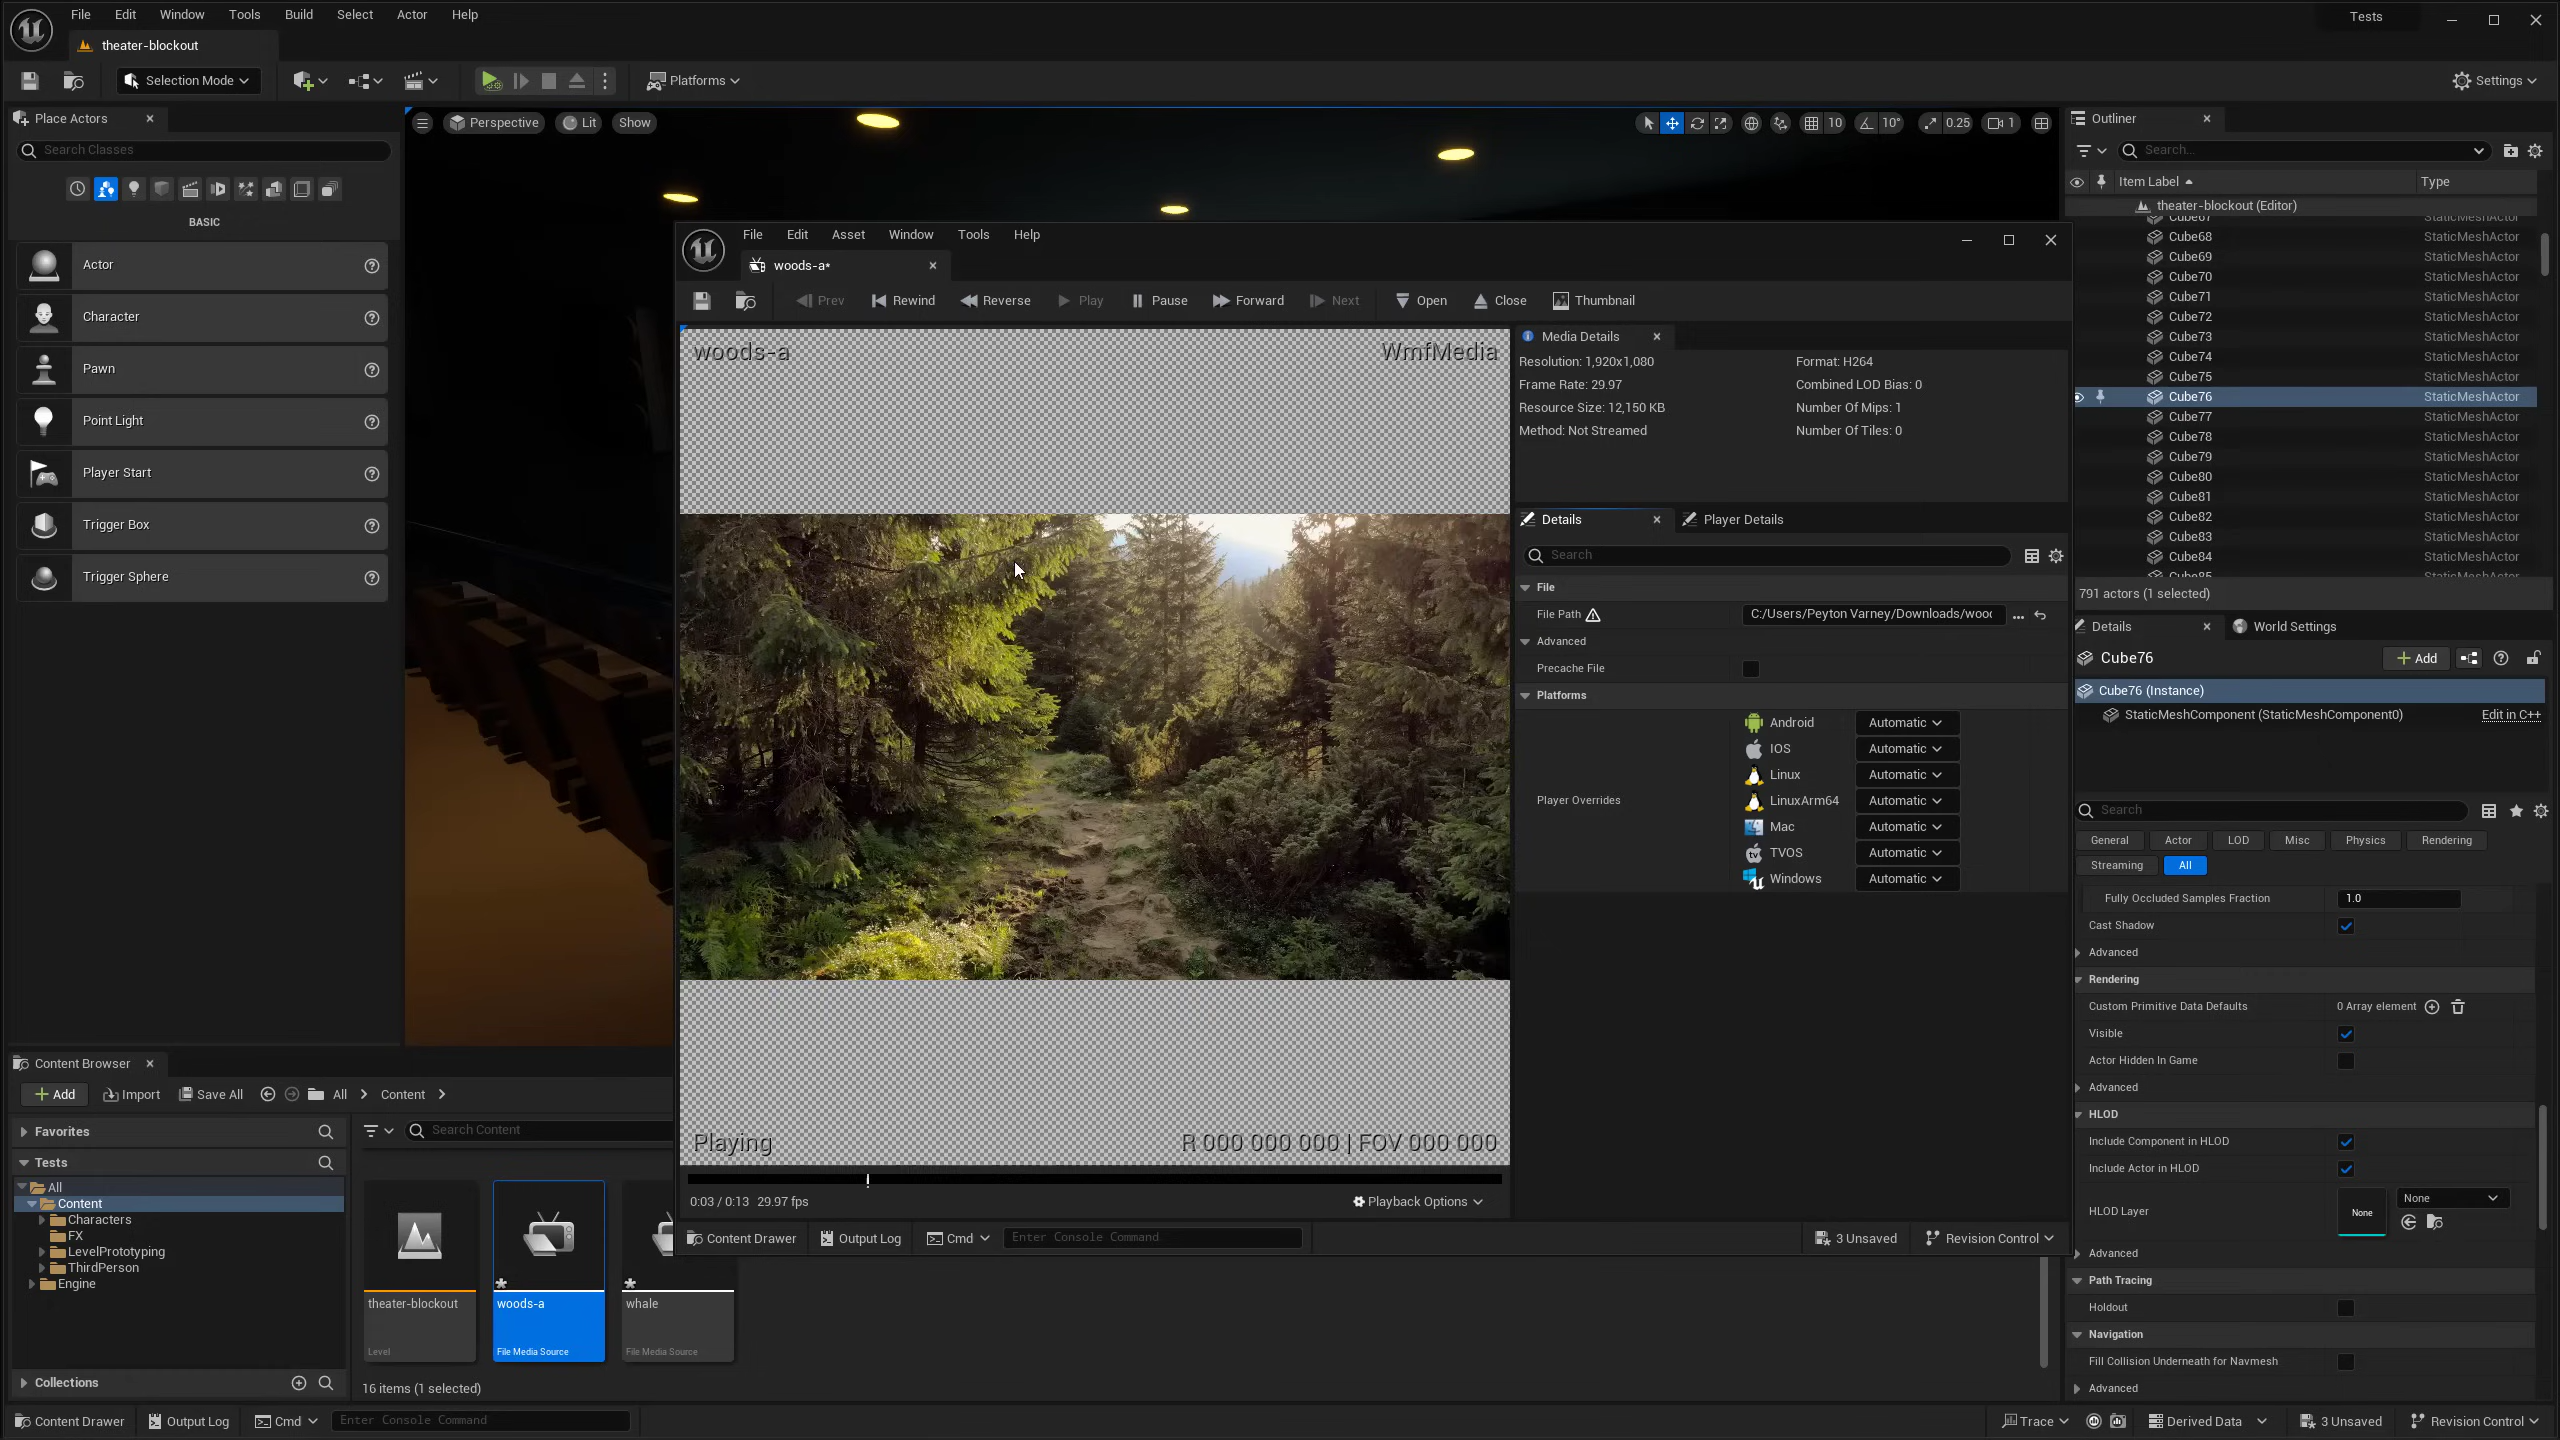 File Edit Window Tools Build Select Actor Help
Tests
theater-blockout
Selection Mode
Platforms
Settings
Place Actors
Search Classes
BASIC
Actor
Character
Pawn
Point Light
Player Start
Trigger Box
Trigger Sphere
Perspective
Lit
Show
10
10°
0.25
1
File Edit Asset Window Tools Help
woods-a*
Prev Rewind Reverse Play Pause Forward Next Open Close Thumbnail
woods-a
WmfMedia
Playing
R 000 000 000 | FOV 000 000
0:03 / 0:13 29.97 fps
Playback Options
Media Details
Resolution: 1,920x1,080 Format: H264
Frame Rate: 29.97 Combined LOD Bias: 0
Resource Size: 12,150 KB Number Of Mips: 1
Method: Not Streamed Number Of Tiles: 0
Details Player Details
Search
File
File Path C:/Users/Peyton Varney/Downloads/wooc
Advanced
Precache File
Platforms
Player Overrides
Android Automatic
IOS Automatic
Linux Automatic
LinuxArm64 Automatic
Mac Automatic
TVOS Automatic
tv
Windows Automatic
Content Drawer Output Log Cmd Enter Console Command 3 Unsaved Revision Control
Content Browser
Add Import Save All All Content
Favorites
Tests
All
Content
Characters
FX
LevelPrototyping
ThirdPerson
Engine
Collections
Search Content
theater-blockout
Level
woods-a
File Media Source
whale
File Media Source
16 items (1 selected)
Outliner
Search...
Item Label Type
theater-blockout (Editor)
Cube67 StaticMeshActor
Cube68 StaticMeshActor
Cube69 StaticMeshActor
Cube70 StaticMeshActor
Cube71 StaticMeshActor
Cube72 StaticMeshActor
Cube73 StaticMeshActor
Cube74 StaticMeshActor
Cube75 StaticMeshActor
Cube76 StaticMeshActor
Cube77 StaticMeshActor
Cube78 StaticMeshActor
Cube79 StaticMeshActor
Cube80 StaticMeshActor
Cube81 StaticMeshActor
Cube82 StaticMeshActor
Cube83 StaticMeshActor
Cube84 StaticMeshActor
Cube85 StaticMeshActor
791 actors (1 selected)
Details World Settings
Cube76
Add
Cube76 (Instance)
StaticMeshComponent (StaticMeshComponent0) Edit in C++
Search
General Actor LOD Misc Physics Rendering
Streaming All
Fully Occluded Samples Fraction 1.0
Cast Shadow
Advanced
Rendering
Custom Primitive Data Defaults 0 Array element
Visible
Actor Hidden In Game
Advanced
HLOD
Include Component in HLOD
Include Actor in HLOD
HLOD Layer None None
Advanced
Path Tracing
Holdout
Navigation
Fill Collision Underneath for Navmesh
Advanced
Content Drawer Output Log Cmd Enter Console Command
Trace Derived Data 3 Unsaved Revision Control